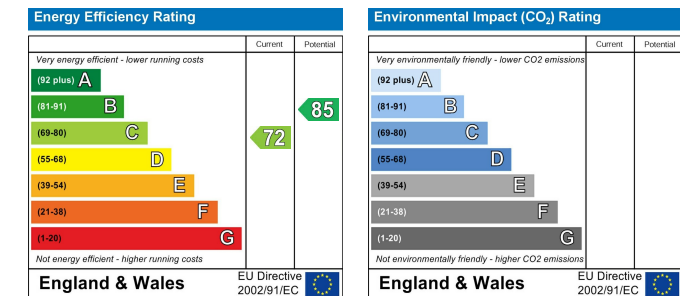 Energy Efficiency Rating
Current Potential
Very energy efficient - lower running costs
(92 plus) A
(81-91) B
(69-80) C
(55-68) D
(39-54) E
(21-38) F
(1-20) G
72
85
Not energy efficient - higher running costs
England & Wales
EU Directive
2002/91/EC
Environmental Impact (CO₂) Rating
Current Potential
Very environmentally friendly - lower CO2 emissions
(92 plus) A
(81-91) B
(69-80) C
(55-68) D
(39-54) E
(21-38) F
(1-20) G
Not environmentally friendly - higher CO2 emissions
England & Wales
EU Directive
2002/91/EC